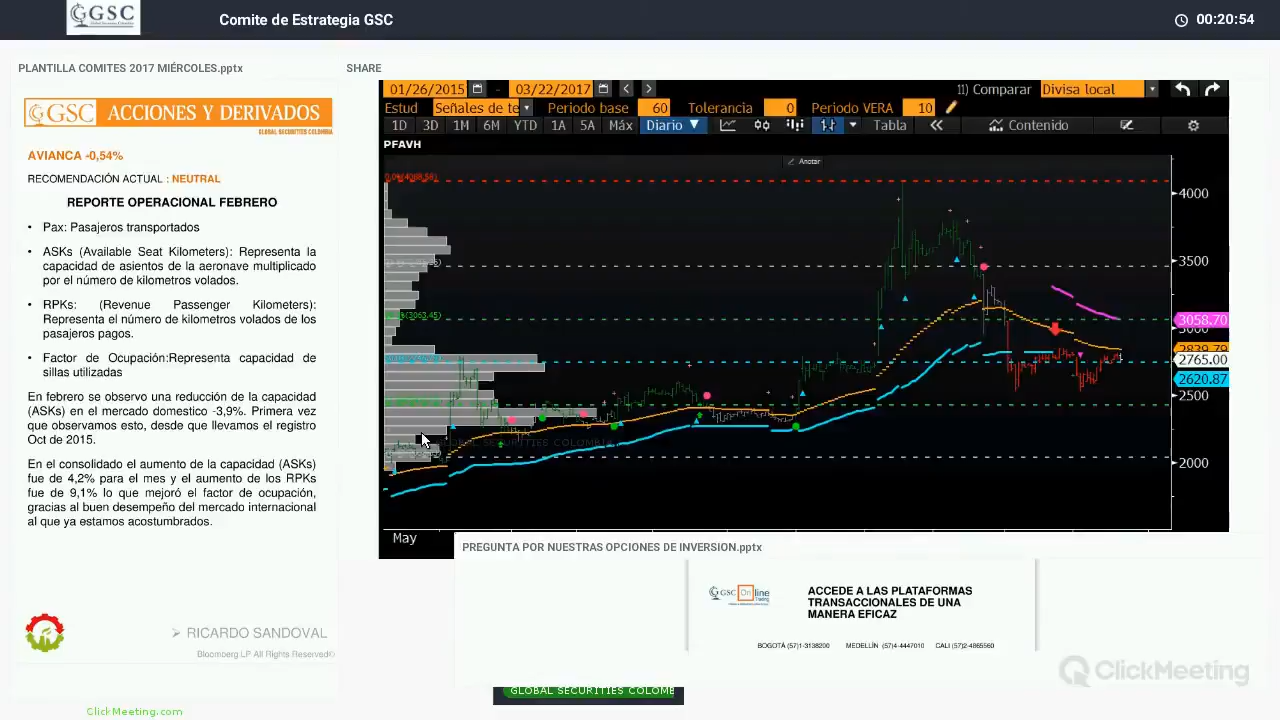 GSC
Comite de Estrategia GSC
00:20:54
PLANTILLA COMITES 2017 MIÉRCOLES.pptx
SHARE
GSC ACCIONES Y DERIVADOS
GLOBAL SECURITIES COLOMBIA
AVIANCA -0,54%
RECOMENDACIÓN ACTUAL : NEUTRAL
REPORTE OPERACIONAL FEBRERO
• Pax: Pasajeros transportados
• ASKs (Available Seat Kilometers): Representa la
capacidad de asientos de la aeronave multiplicado
por el número de kilometros volados.
• RPKs: (Revenue Passenger Kilometers):
Representa el número de kilometros volados de los
pasajeros pagos.
• Factor de Ocupación:Representa capacidad de
sillas utilizadas
En febrero se observo una reducción de la capacidad
(ASKs) en el mercado domestico -3,9%. Primera vez
que observamos esto, desde que llevamos el registro
Oct de 2015.
En el consolidado el aumento de la capacidad (ASKs)
fue de 4,2% para el mes y el aumento de los RPKs
fue de 9,1% lo que mejoró el factor de ocupación,
gracias al buen desempeño del mercado internacional
al que ya estamos acostumbrados.
➢ RICARDO SANDOVAL
Bloomberg LP All Rights Reserved©
ClickMeeting.com
01/26/2015 - 03/22/2017 11) Comparar Divisa local
Estud Señales de te Periodo base 60 Tolerancia 0 Periodo VERA 10
1D 3D 1M 6M YTD 1A 5A Máx Diario ▼ Tabla Contenido
PFAVH
Anotar
4000
3500
3058.70
3000
2839.79
2765.00
2620.87
2500
GLOBAL SECURITIES COLOMBIA
2000
May
PREGUNTA POR NUESTRAS OPCIONES DE INVERSION.pptx
GSC Online
Trading
ACCEDE A LAS PLATAFORMAS
TRANSACCIONALES DE UNA
MANERA EFICAZ
BOGOTÁ (57)1-3138200 MEDELLÍN (57)4-4447010 CALI (57)2-4865560
ClickMeeting
GLOBAL SECURITIES COLOMB